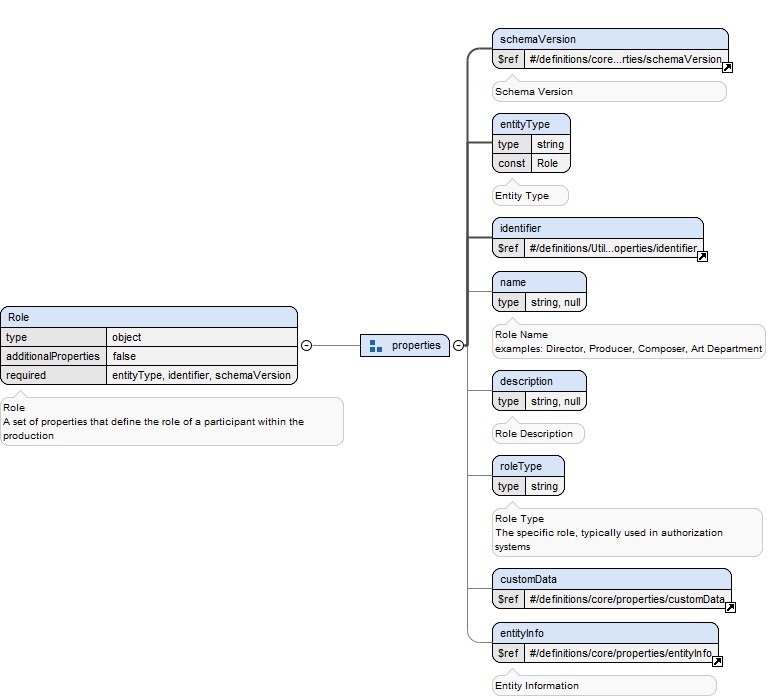 Role
type object
additionalProperties false
required entityType, identifier, schemaVersion
Role
A set of properties that define the role of a participant within the
production
properties
schemaVersion
$ref #/definitions/core...rties/schemaVersion
Schema Version
entityType
type string
const Role
Entity Type
identifier
$ref #/definitions/Util...operties/identifier
name
type string, null
Role Name
examples: Director, Producer, Composer, Art Department
description
type string, null
Role Description
roleType
type string
Role Type
The specific role, typically used in authorization
systems
customData
$ref #/definitions/core/properties/customData
entityInfo
$ref #/definitions/core/properties/entityInfo
Entity Information